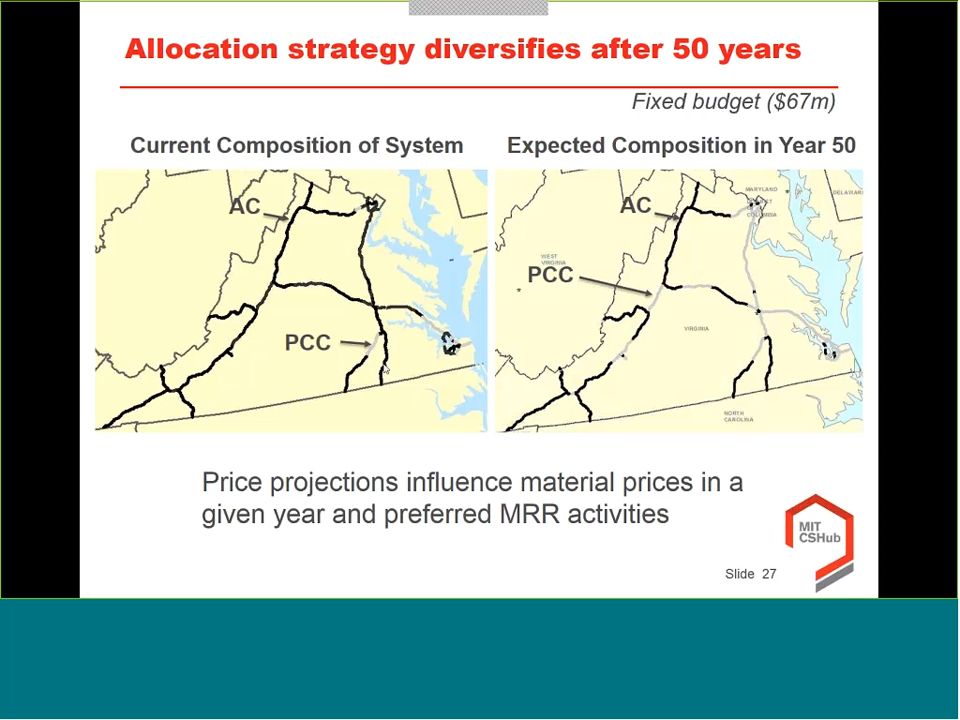 Allocation strategy diversifies after 50 years
Fixed budget ($67m)
Current Composition of System
Expected Composition in Year 50
AC
PCC
AC
PCC
MARYLAND
DELAWAR
COLUMBIA
WEST
VIRGINIA
VIRGINIA
NORTH
CAROLINA
Price projections influence material prices in a
given year and preferred MRR activities
MIT
CSHub
Slide 27